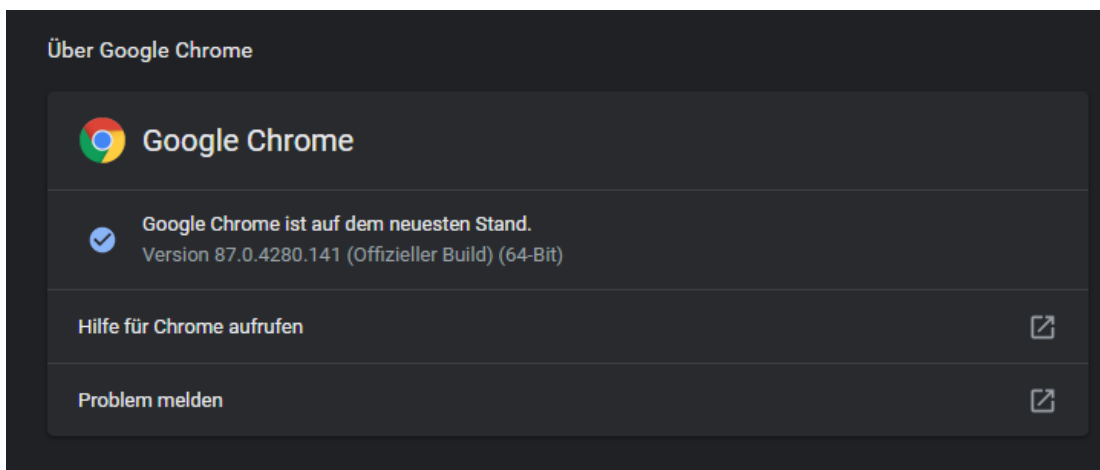 Über Google Chrome
Google Chrome
Google Chrome ist auf dem neuesten Stand.
Version 87.0.4280.141 (Offizieller Build) (64-Bit)
Hilfe für Chrome aufrufen
Problem melden